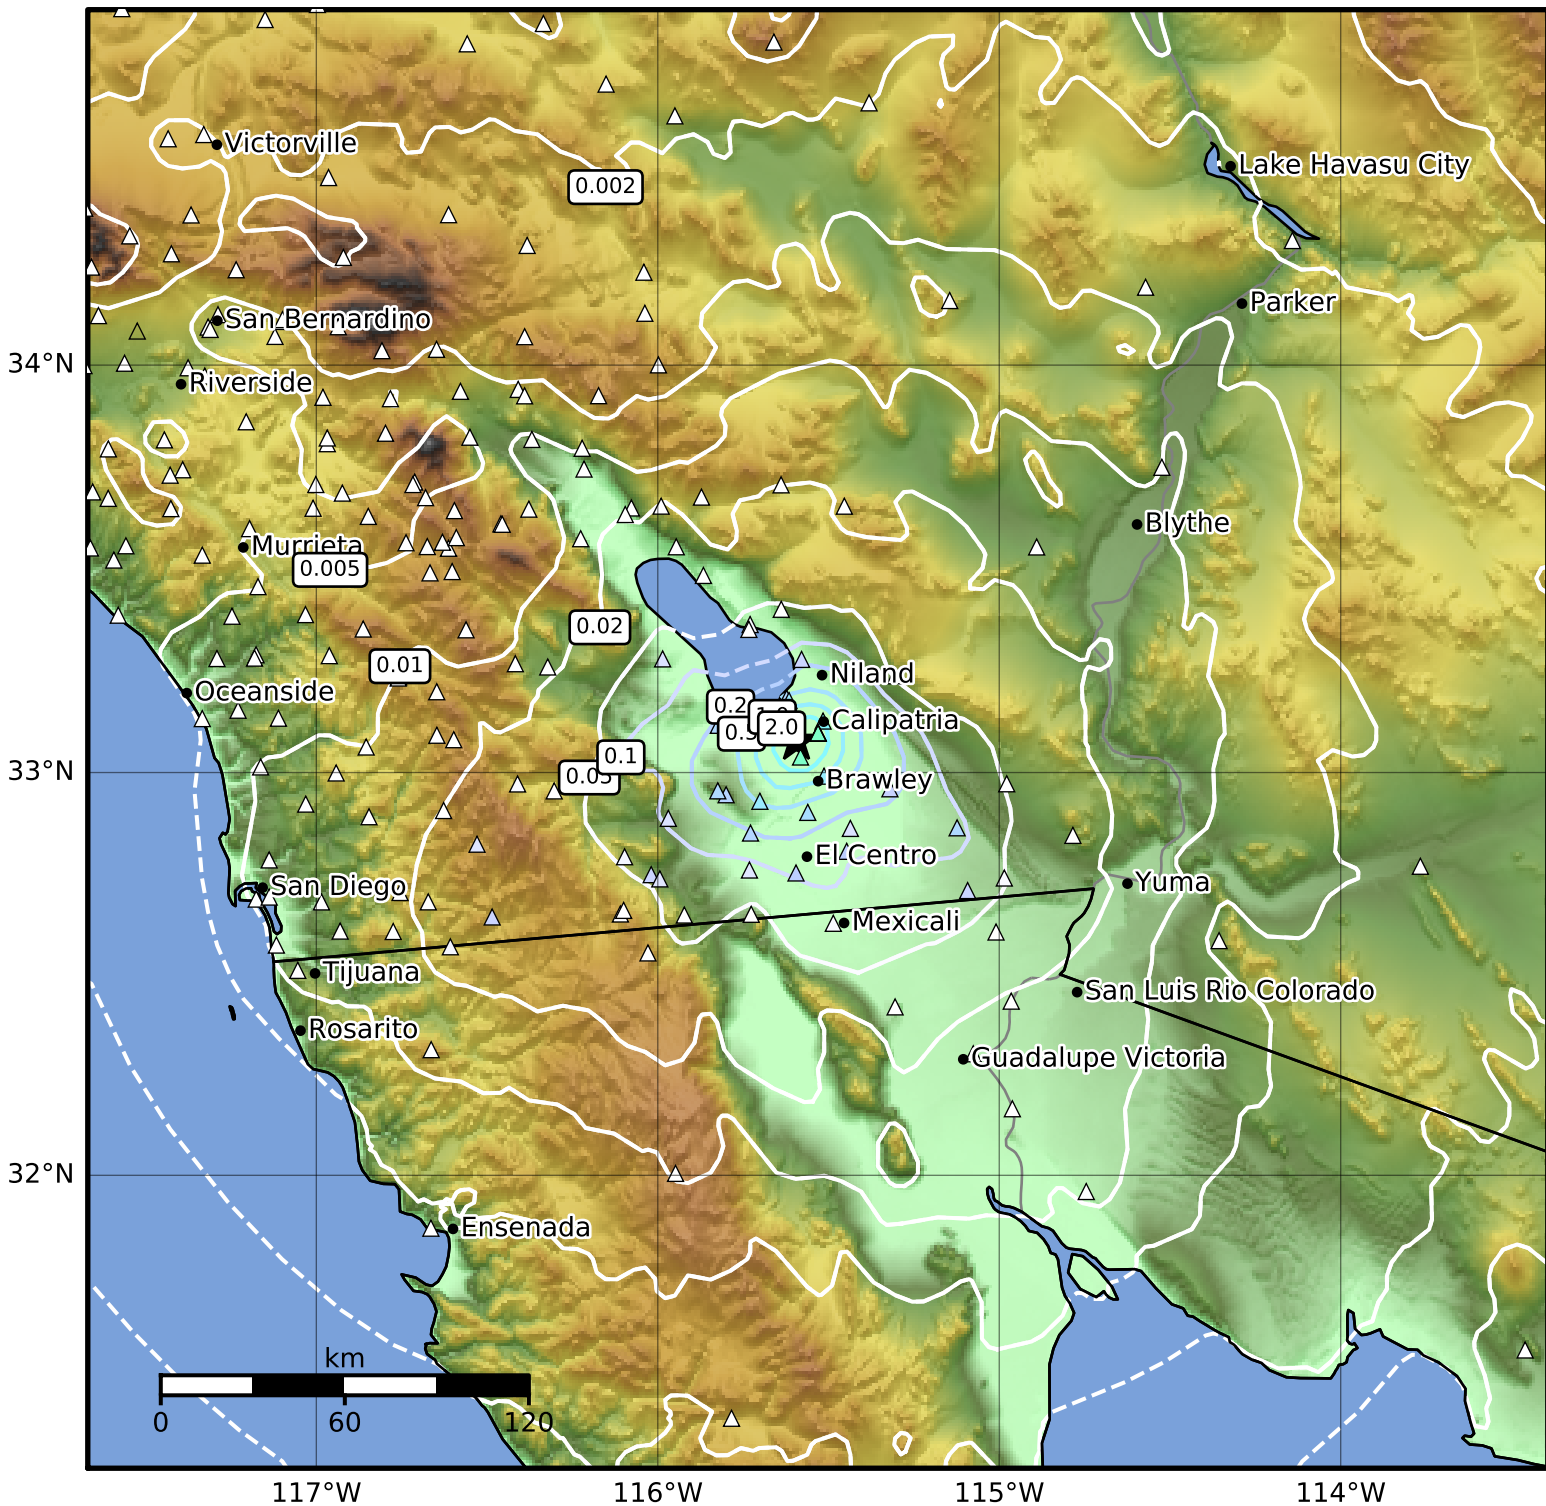 Victorville
Lake Havasu City
0.002
Parker
San Bernardino
34°N
Riverside
Blythe
Murrieta
0.005
0.02
0.01
Niland
Oceanside
0.2
Calipatria
2.0
0.1
33°N
Brawley
El Centro
San Diego
Yuma
Mexicali
Tijuana
San Luis Rio Colorado
Rosarito
Guadalupe Victoria
32°N
Ensenada
km
0 60 120
117°W 116°W 115°W 114°W